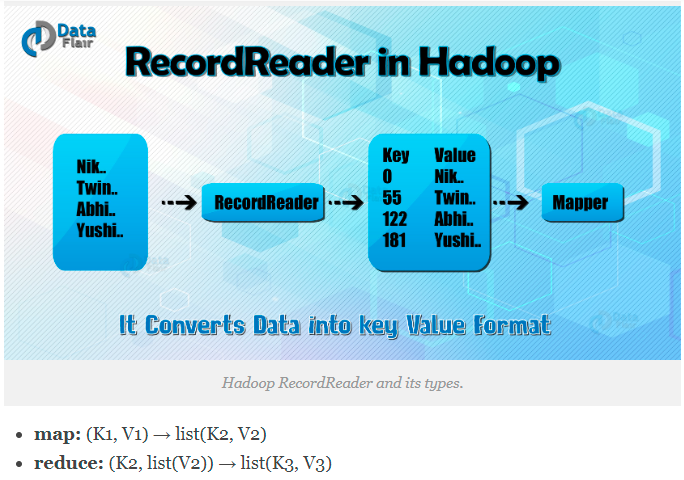 Data
Flair
RecordReader in Hadoop
Nik..
Twin..
Abhi..
Yushi..
RecordReader
Key Value
0 Nik..
55 Twin..
122 Abhi..
181 Yushi..
Mapper
It Converts Data into key Value Format
Hadoop RecordReader and its types.
• map: (K1, V1) → list(K2, V2)
• reduce: (K2, list(V2)) → list(K3, V3)